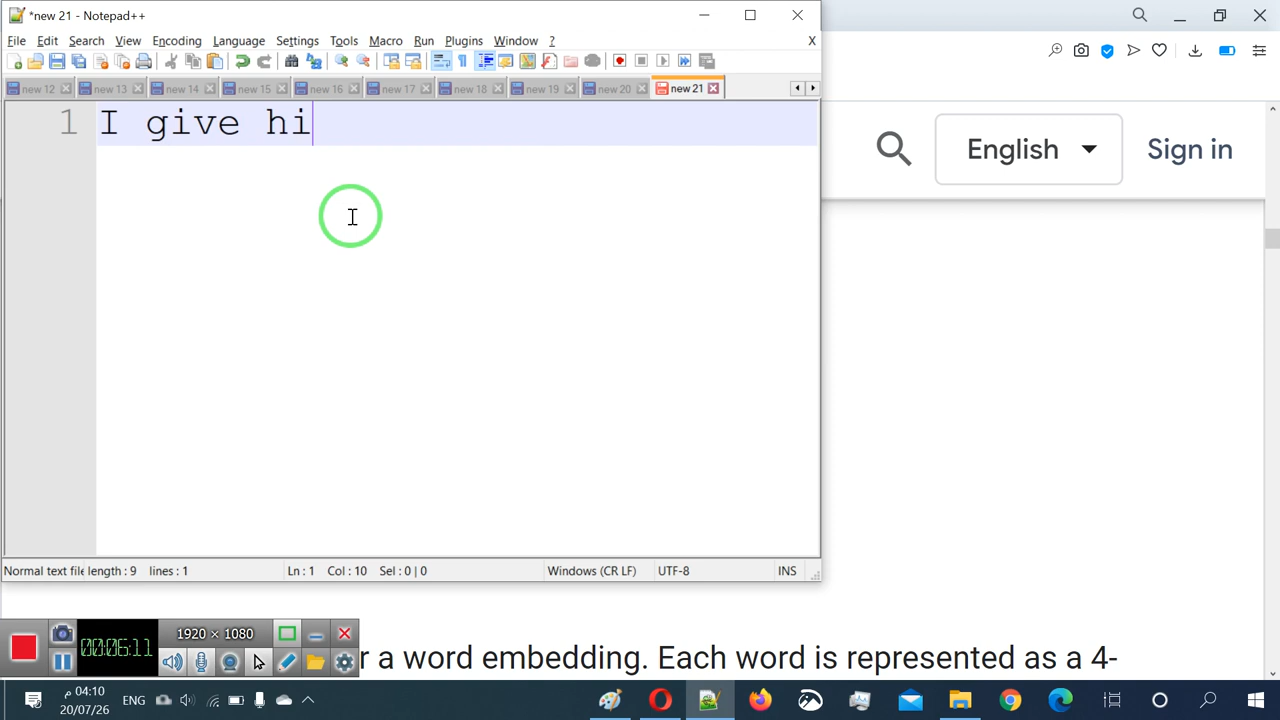 *new 21 - Notepad++
File Edit Search View Encoding Language Settings Tools Macro Run Plugins Window ? X
new 12 new 13 new 14 new 15 new 16 new 17 new 18 new 19 new 20 new 21
English
Sign in
1 I give hi
Normal text file length : 9 lines : 1 Ln : 1 Col : 10 Sel : 0 | 0 Windows (CR LF) UTF-8 INS
00:06:11
1920 × 1080
r a word embedding. Each word is represented as a 4-
04:10 م
ENG
20/07/26